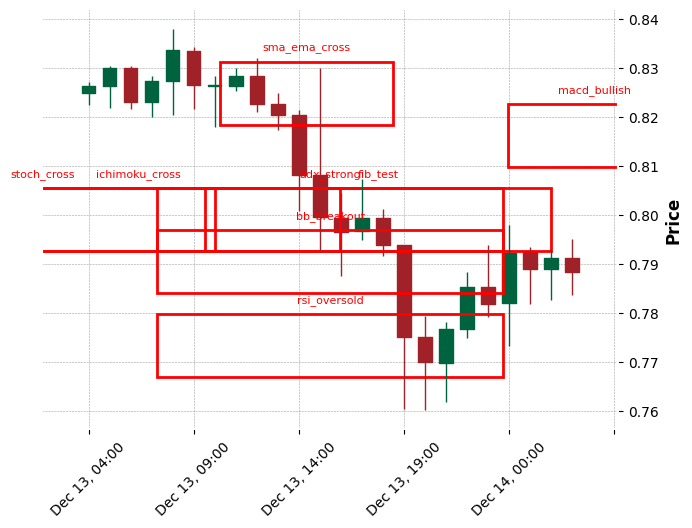 0.84
sma_ema_cross
0.83
macd_bullish
0.82
0.81
stoch_cross ichimoku_cross adx_strong fib_test
0.80
bb_breakout
Price
0.79
0.78
rsi_oversold
0.77
0.76
Dec 13, 04:00
Dec 13, 09:00
Dec 13, 14:00
Dec 13, 19:00
Dec 14, 00:00